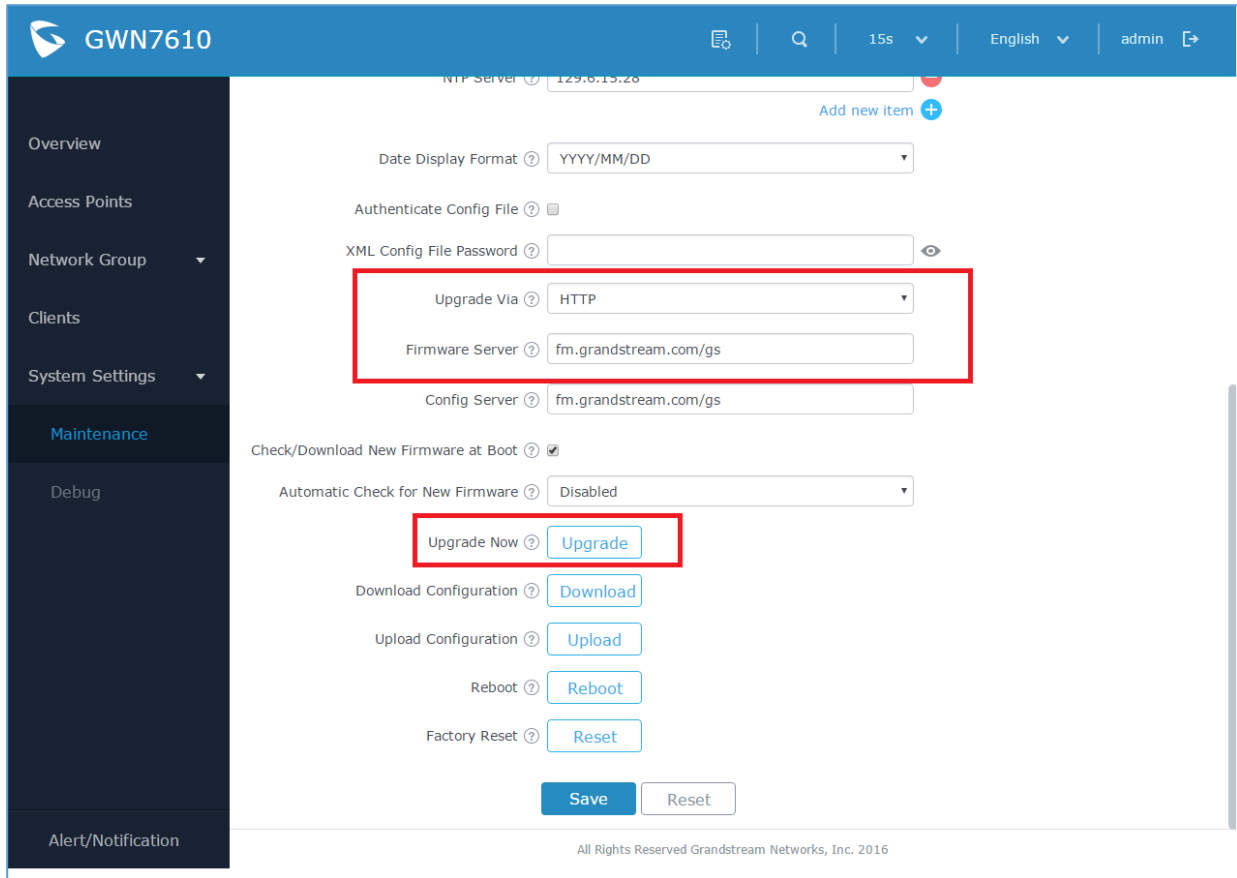 GWN7610
15s
English
admin
NTP Server 129.6.15.28
Add new item
Overview
Date Display Format YYYY/MM/DD
Access Points
Authenticate Config File
XML Config File Password
Network Group
Upgrade Via HTTP
Clients
Firmware Server fm.grandstream.com/gs
System Settings
Config Server fm.grandstream.com/gs
Maintenance
Check/Download New Firmware at Boot
Debug
Automatic Check for New Firmware Disabled
Upgrade Now Upgrade
Download Configuration Download
Upload Configuration Upload
Reboot Reboot
Factory Reset Reset
Save Reset
Alert/Notification
All Rights Reserved Grandstream Networks, Inc. 2016